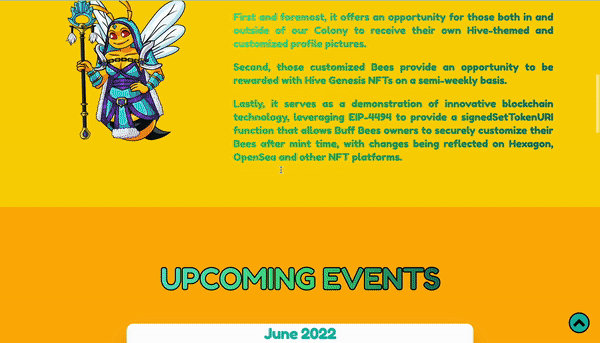 First and foremost, it offers an opportunity for those both in and
outside of our Colony to receive their own Hive-themed and
customized profile pictures.
Second, those customized Bees provide an opportunity to be
rewarded with Hive Genesis NFTs on a semi-weekly basis.
Lastly, it serves as a demonstration of innovative blockchain
technology, leveraging EIP-4494 to provide a signedSetTokenURI
function that allows Buff Bees owners to securely customize their
Bees after mint time, with changes being reflected on Hexagon,
OpenSea and other NFT platforms.
UPCOMING EVENTS
June 2022